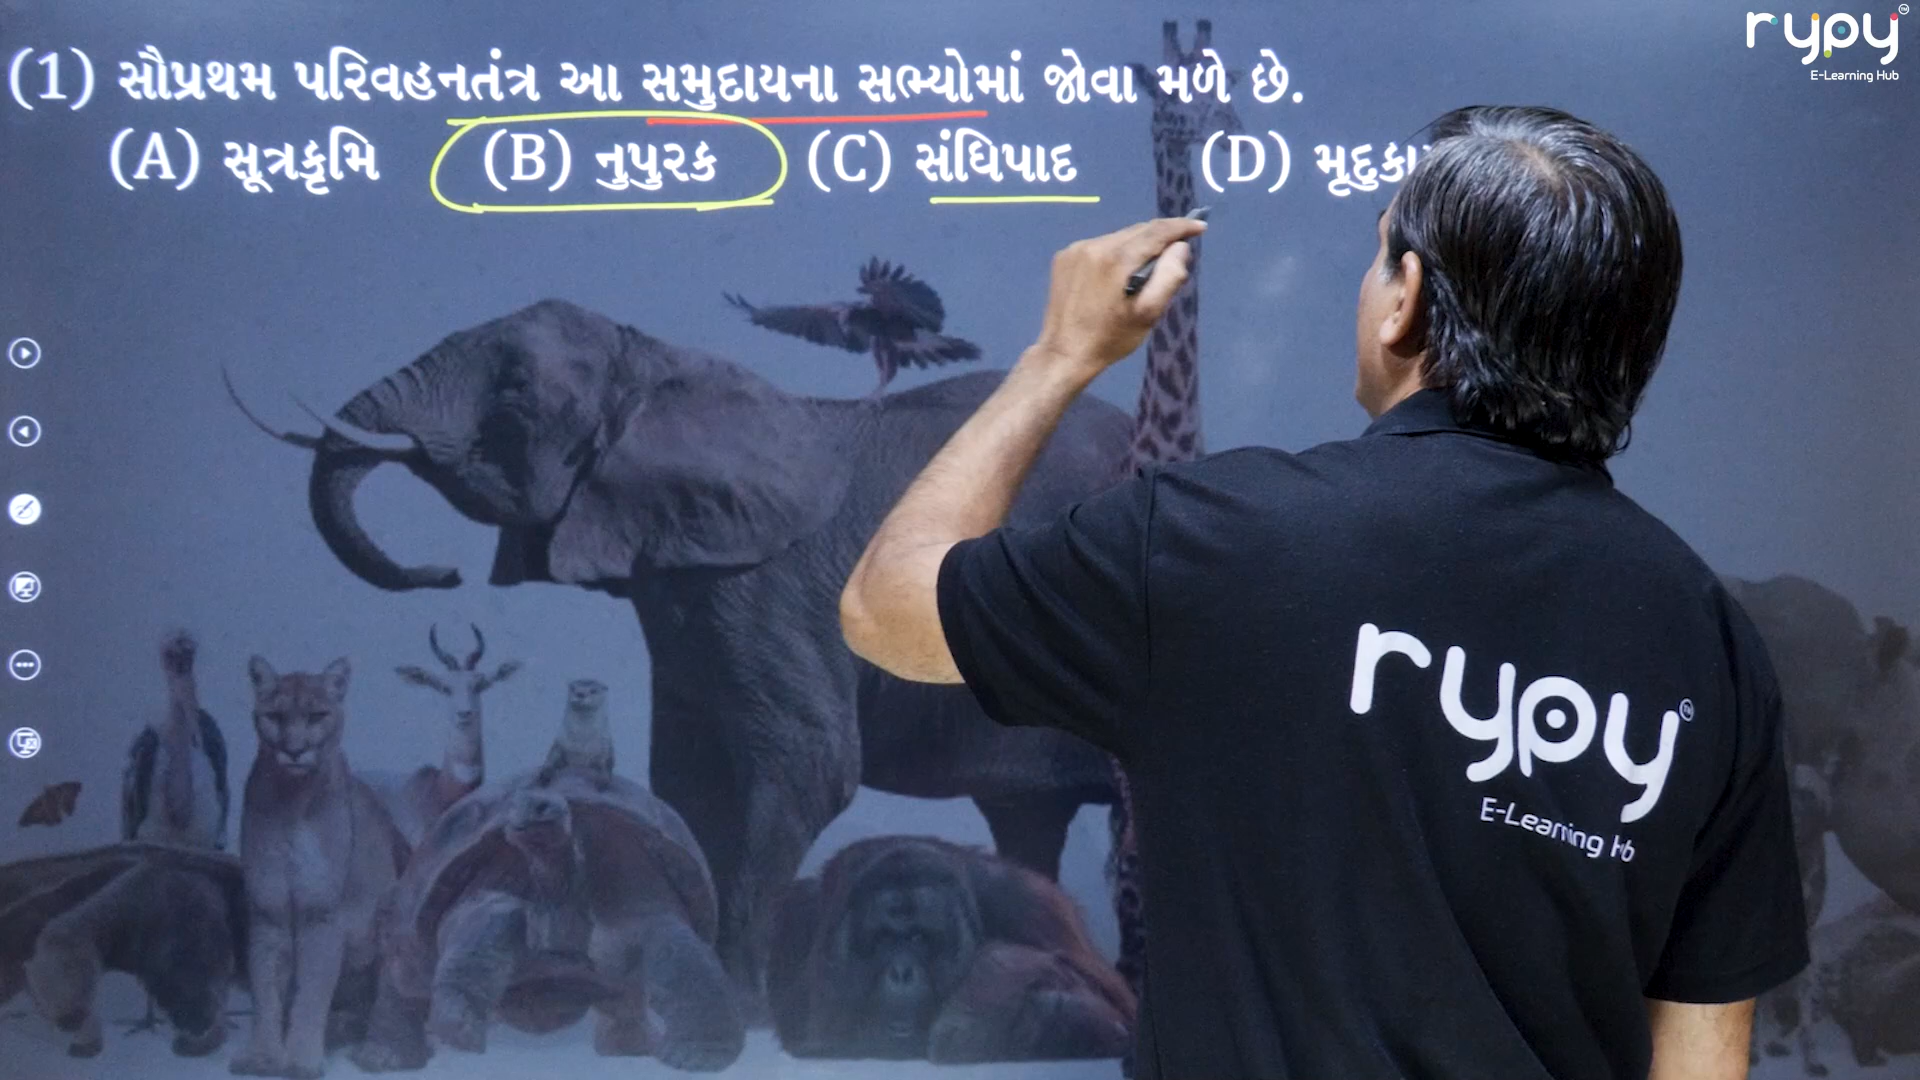 rypy
E-Learning Hub
(1) સૌપ્રથમ પરિવહનતંત્ર આ સમુદાયના સભ્યોમાં જોવા મળે છે.
(A) સૂત્રકૃમિ (B) નુપુરક (C) સંધિપાદ (D)
rypy
E-Learning Hub